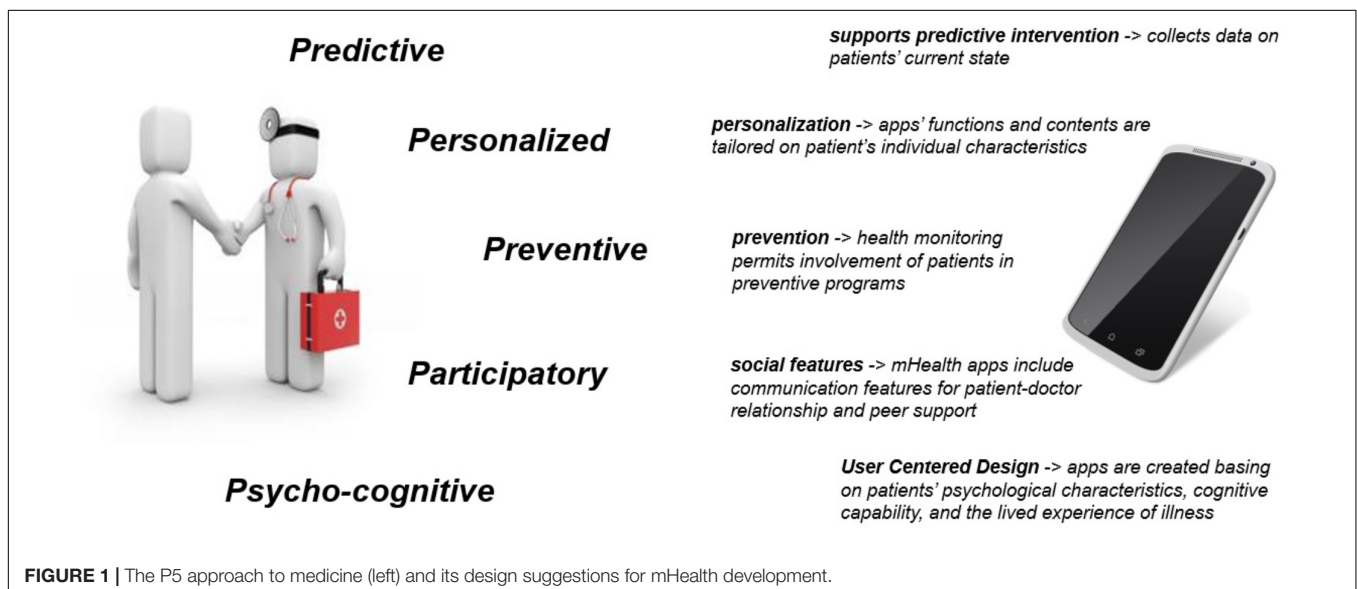 Predictive
supports predictive intervention -> collects data on
patients' current state
Personalized
personalization -> apps' functions and contents are
tailored on patient's individual characteristics
Preventive
prevention -> health monitoring
permits involvement of patients in
preventive programs
Participatory
social features -> mHealth apps include
communication features for patient-doctor
relationship and peer support
Psycho-cognitive
User Centered Design -> apps are created basing
on patients' psychological characteristics, cognitive
capability, and the lived experience of illness
FIGURE 1 | The P5 approach to medicine (left) and its design suggestions for mHealth development.